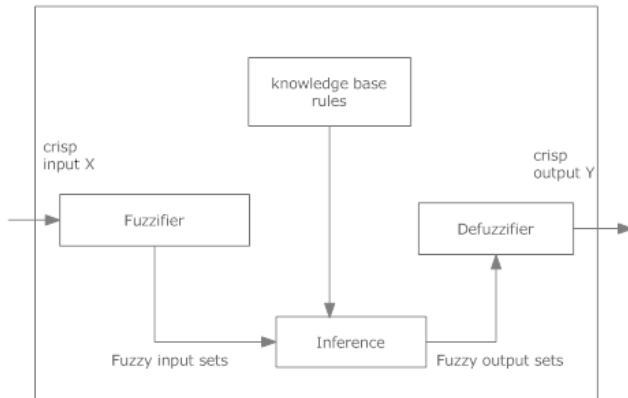 knowledge base
rules
crisp
input X
crisp
output Y
Fuzzifier
Defuzzifier
Inference
Fuzzy input sets
Fuzzy output sets